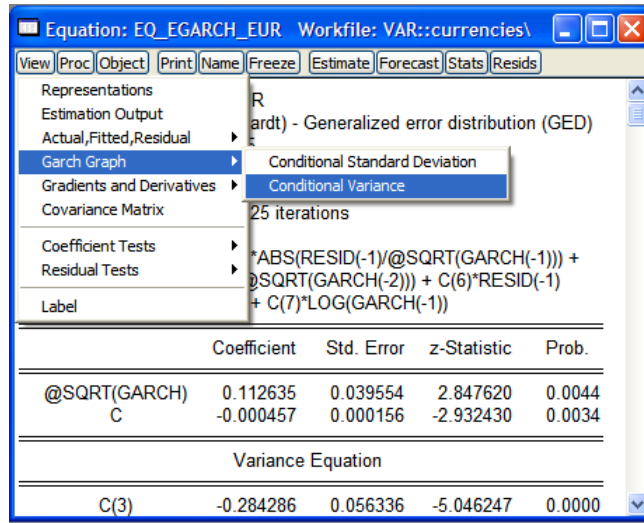 Equation: EQ_EGARCH_EUR Workfile: VAR::currencies\
View Proc Object Print Name Freeze Estimate Forecast Stats Resids
Representations
Estimation Output
Actual,Fitted,Residual
Garch Graph
Gradients and Derivatives
Covariance Matrix
Coefficient Tests
Residual Tests
Label
Conditional Standard Deviation
Conditional Variance
R
ardt) - Generalized error distribution (GED)
25 iterations
*ABS(RESID(-1)/@SQRT(GARCH(-1))) +
@SQRT(GARCH(-2))) + C(6)*RESID(-1)
+ C(7)*LOG(GARCH(-1))
Coefficient Std. Error z-Statistic Prob.
@SQRT(GARCH) 0.112635 0.039554 2.847620 0.0044
C -0.000457 0.000156 -2.932430 0.0034
Variance Equation
C(3) -0.284286 0.056336 -5.046247 0.0000